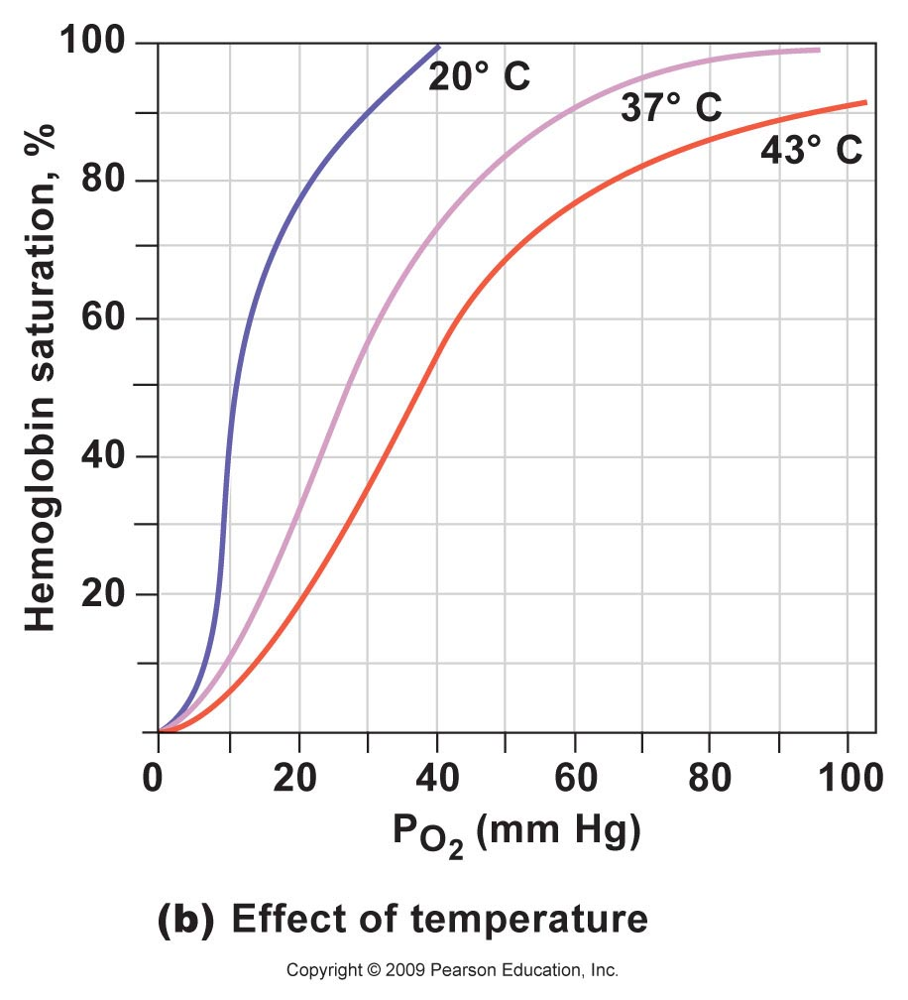 100
80
60
40
20
Hemoglobin saturation, %
20° C
37° C
43° C
0 20 40 60 80 100
PO2 (mm Hg)
(b) Effect of temperature
Copyright © 2009 Pearson Education, Inc.